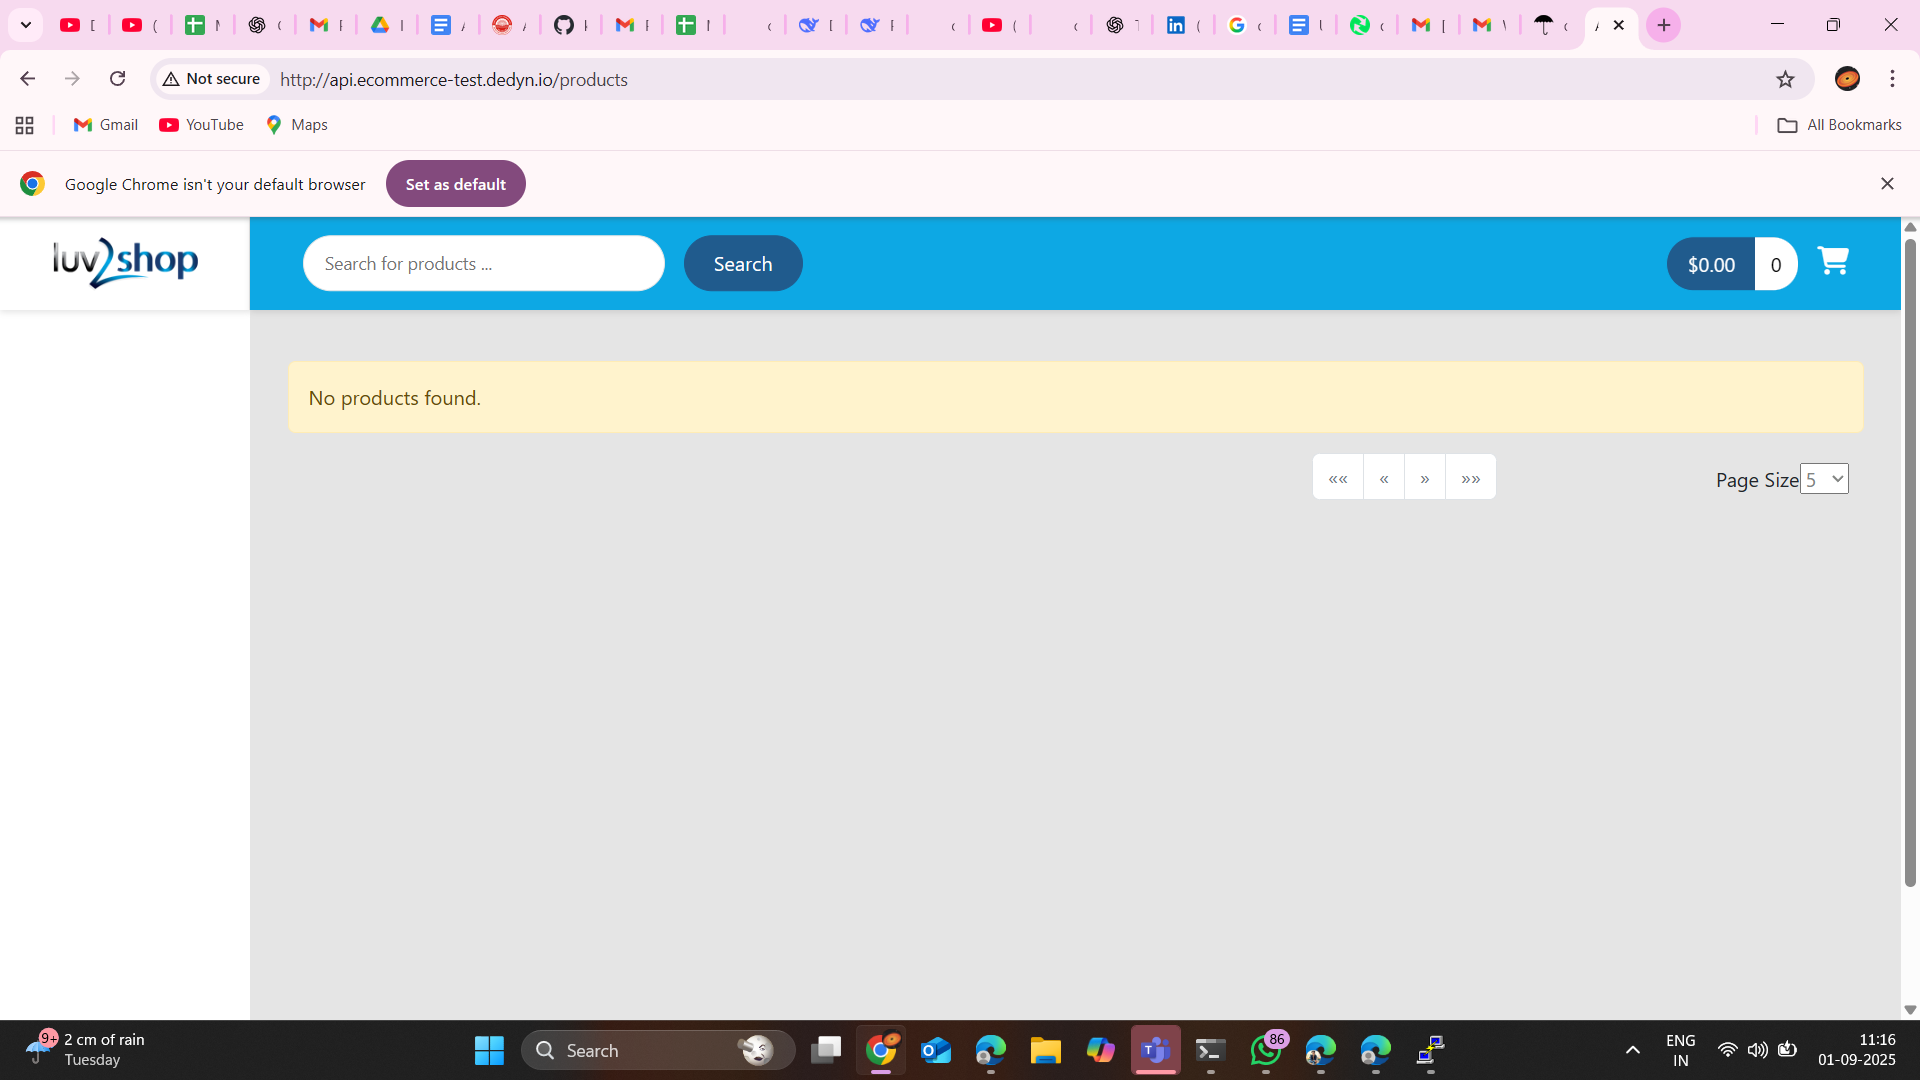 Not secure
http://api.ecommerce-test.dedyn.io/products
Gmail
YouTube
Maps
All Bookmarks
Google Chrome isn't your default browser
Set as default
luv2shop
Search for products ...
Search
$0.00
0
No products found.
««
«
»
»»
Page Size
5
9+
2 cm of rain
Tuesday
Search
86
ENG
IN
11:16
01-09-2025